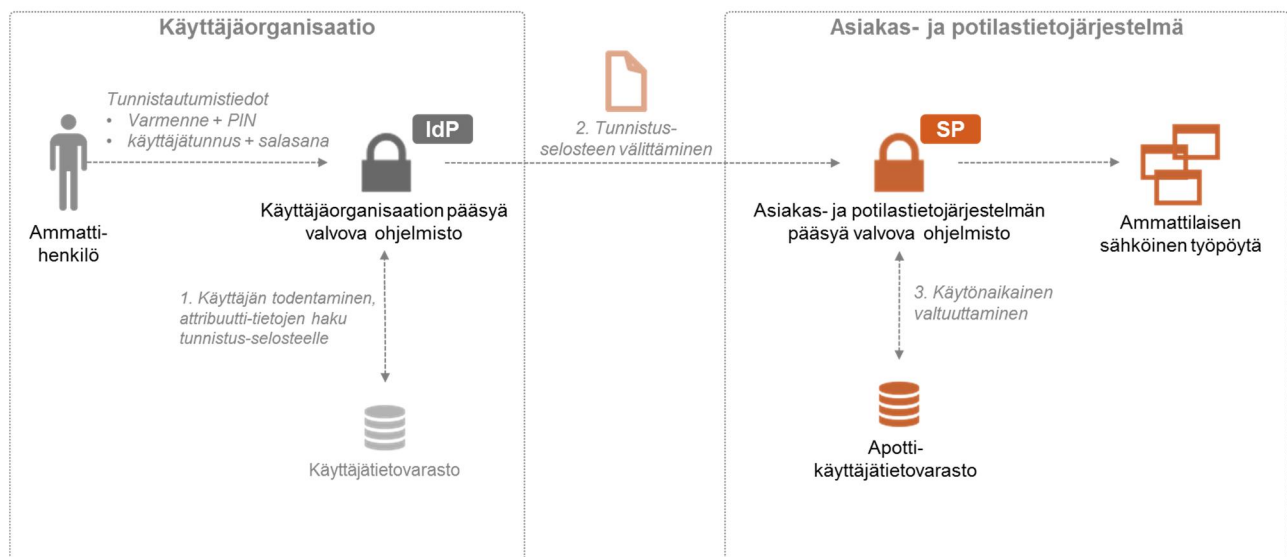 Käyttäjäorganisaatio
Asiakas- ja potilastietojärjestelmä
Tunnistautumistiedot
• Varmenne + PIN
• käyttäjätunnus + salasana
IdP
2. Tunnistus-
selosteen välittäminen
SP
Ammatti-
henkilö
Käyttäjäorganisaation pääsyä
valvova ohjelmisto
Asiakas- ja potilastietojärjestelmän
pääsyä valvova ohjelmisto
Ammattilaisen
sähköinen työpöytä
1. Käyttäjän todentaminen,
attribuutti-tietojen haku
tunnistus-selosteelle
3. Käytönaikainen
valtuuttaminen
Käyttäjätietovarasto
Apotti-
käyttäjätietovarasto